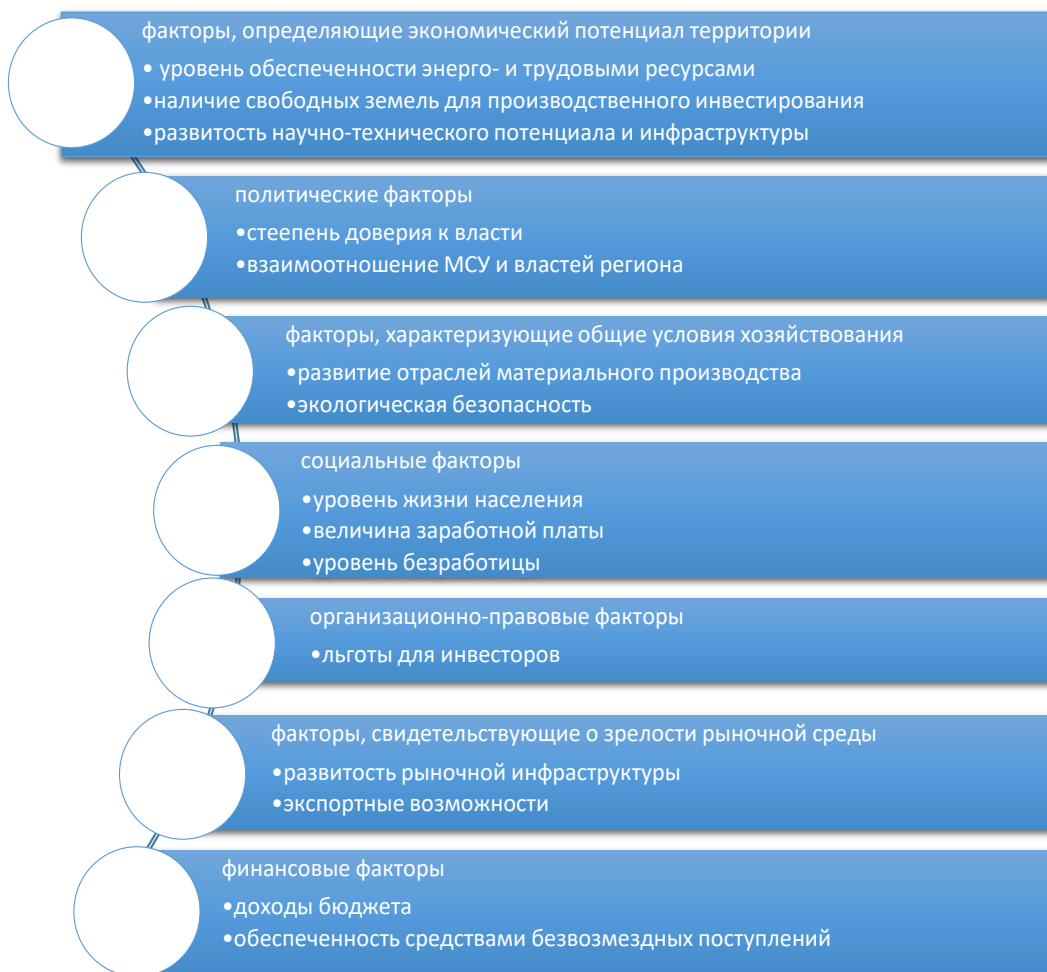 факторы, определяющие экономический потенциал территории
• уровень обеспеченности энерго- и трудовыми ресурсами
•наличие свободных земель для производственного инвестирования
•развитость научно-технического потенциала и инфраструктуры
политические факторы
•стеепень доверия к власти
•взаимоотношение МСУ и властей региона
факторы, характеризующие общие условия хозяйствования
•развитие отраслей материального производства
•экологическая безопасность
социальные факторы
•уровень жизни населения
•величина заработной платы
•уровень безработицы
организационно-правовые факторы
•льготы для инвесторов
факторы, свидетельствующие о зрелости рыночной среды
•развитость рыночной инфраструктуры
•экспортные возможности
финансовые факторы
•доходы бюджета
•обеспеченность средствами безвозмездных поступлений